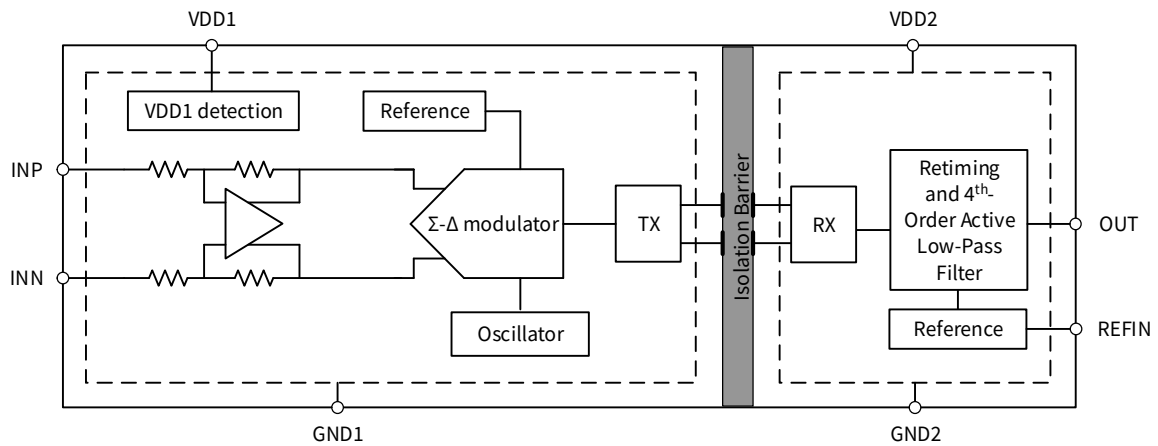 VDD1
VDD2
VDD1 detection
Reference
INP
INN
Σ-Δ modulator
Oscillator
TX
Isolation Barrier
RX
Retiming
and 4th-
Order Active
Low-Pass
Filter
Reference
OUT
REFIN
GND1
GND2